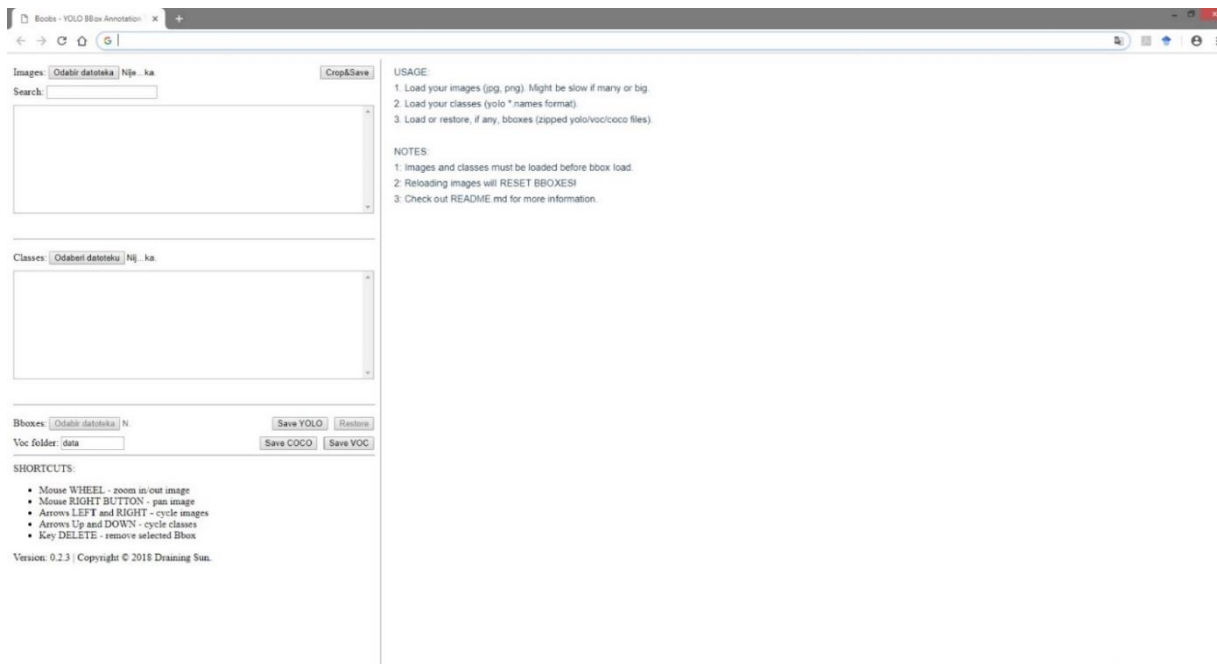 Boobs - YOLO BBox Annotation
Images: Odabir datoteka Nije...ka. Crop&Save
Search:
Classes: Odaberi datoteku Nij...ka.
Bboxes: Odabir datoteka N. Save YOLO Restore
Voc folder: data Save COCO Save VOC
SHORTCUTS:
• Mouse WHEEL - zoom in/out image
• Mouse RIGHT BUTTON - pan image
• Arrows LEFT and RIGHT - cycle images
• Arrows Up and DOWN - cycle classes
• Key DELETE - remove selected Bbox
Version: 0.2.3 | Copyright © 2018 Draining Sun.
USAGE:
1. Load your images (jpg, png). Might be slow if many or big.
2. Load your classes (yolo *.names format).
3. Load or restore, if any, bboxes (zipped yolo/voc/coco files).
NOTES:
1: Images and classes must be loaded before bbox load.
2: Reloading images will RESET BBOXES!
3: Check out README.md for more information.